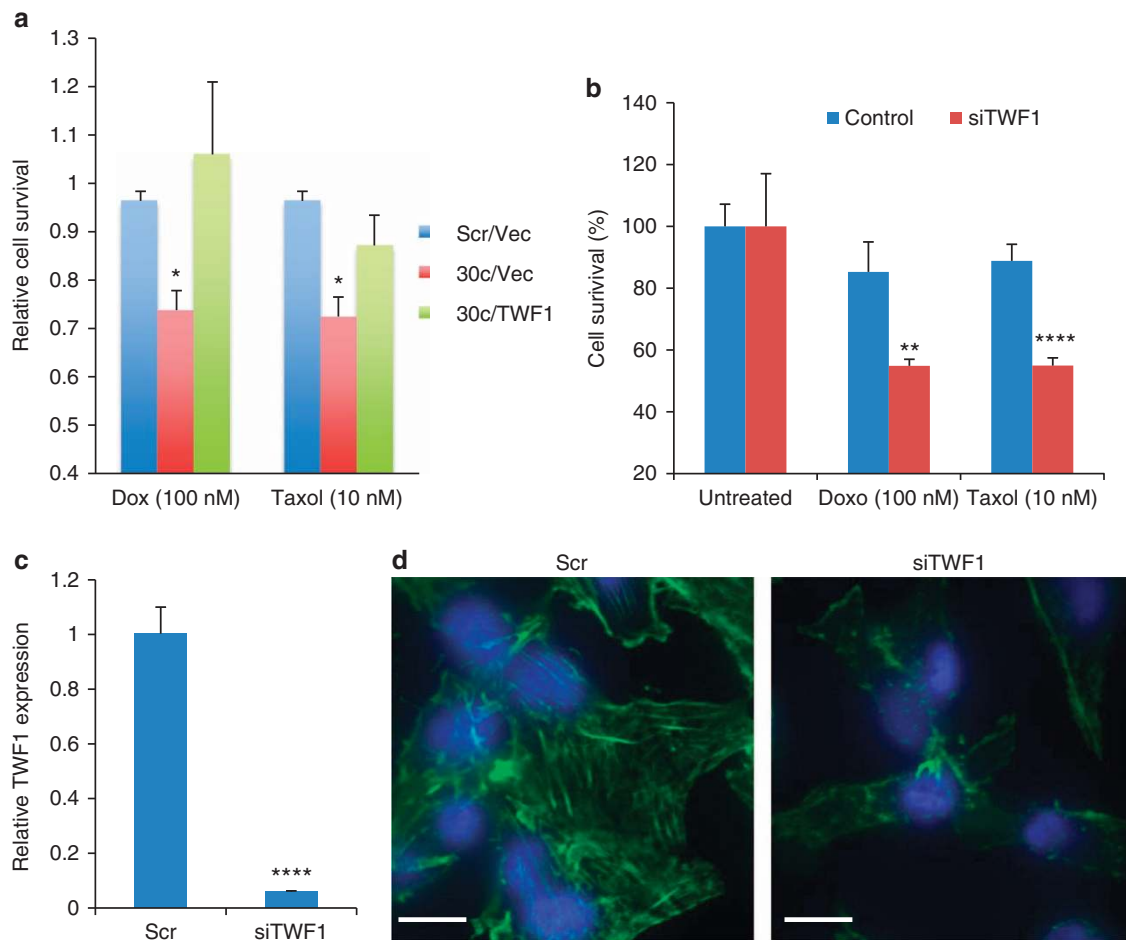 a
1.3
1.2
1.1
1
0.9
0.8
0.7
0.6
0.5
0.4
Relative cell survival
*
*
Dox (100 nM) Taxol (10 nM)
Scr/Vec
30c/Vec
30c/TWF1
b
140
120
100
80
60
40
20
Cell surivival (%)
Control siTWF1
**
****
Untreated Doxo (100 nM) Taxol (10 nM)
c
1.2
1
0.8
0.6
0.4
0.2
0
Relative TWF1 expression
****
Scr siTWF1
d
Scr siTWF1